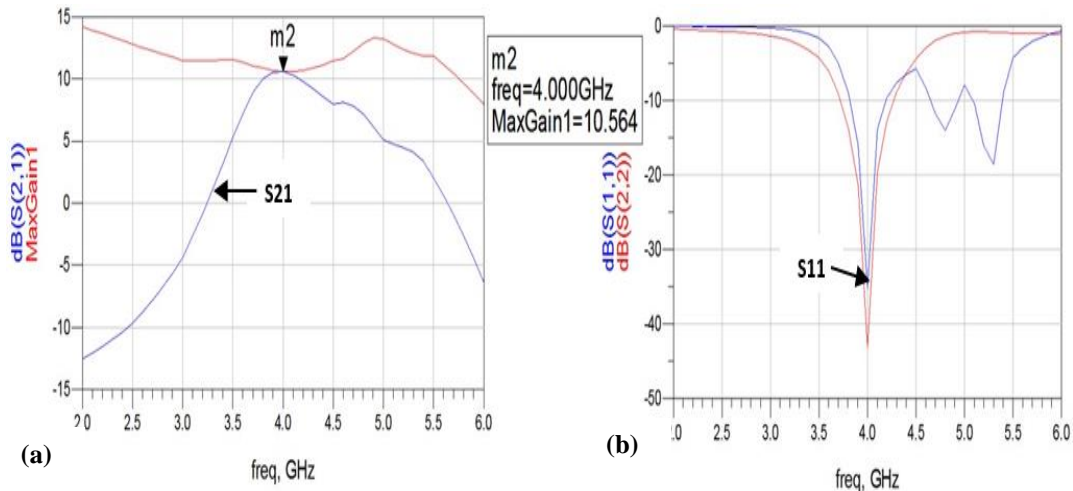 15
10
5
0
-5
-10
-15
dB(S(2,1))
MaxGain1
m2
S21
2.0 2.5 3.0 3.5 4.0 4.5 5.0 5.5 6.0
freq, GHz
(a)
m2
freq=4.000GHz
MaxGain1=10.564
0
-10
-20
-30
-40
-50
dB(S(1,1))
dB(S(2,2))
S11
.0 3.0 3.5 4.0 4.5 5.0 5.5 6.0
freq, GHz
(b)